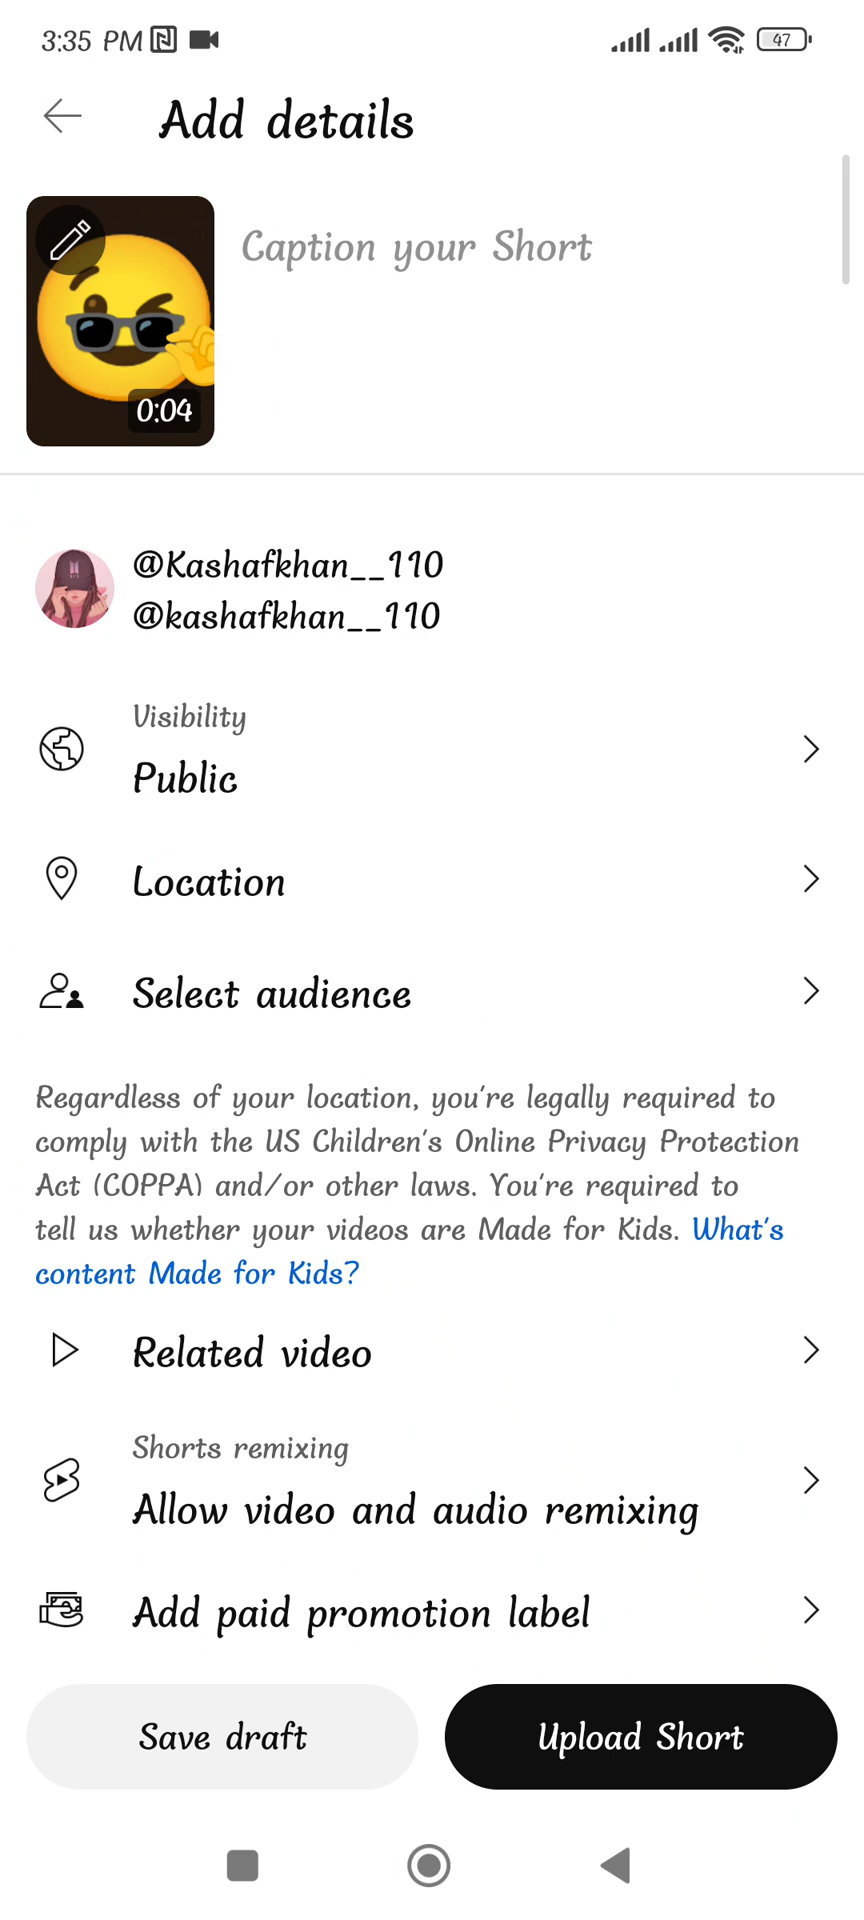 3:35 PM
47
Add details
Caption your Short
0:04
@Kashafkhan__110
@kashafkhan__110
Visibility
Public
Location
Select audience
Regardless of your location, you're legally required to
comply with the US Children's Online Privacy Protection
Act (COPPA) and/or other laws. You're required to
tell us whether your videos are Made for Kids. What's
content Made for Kids?
Related video
Shorts remixing
Allow video and audio remixing
Add paid promotion label
Save draft
Upload Short